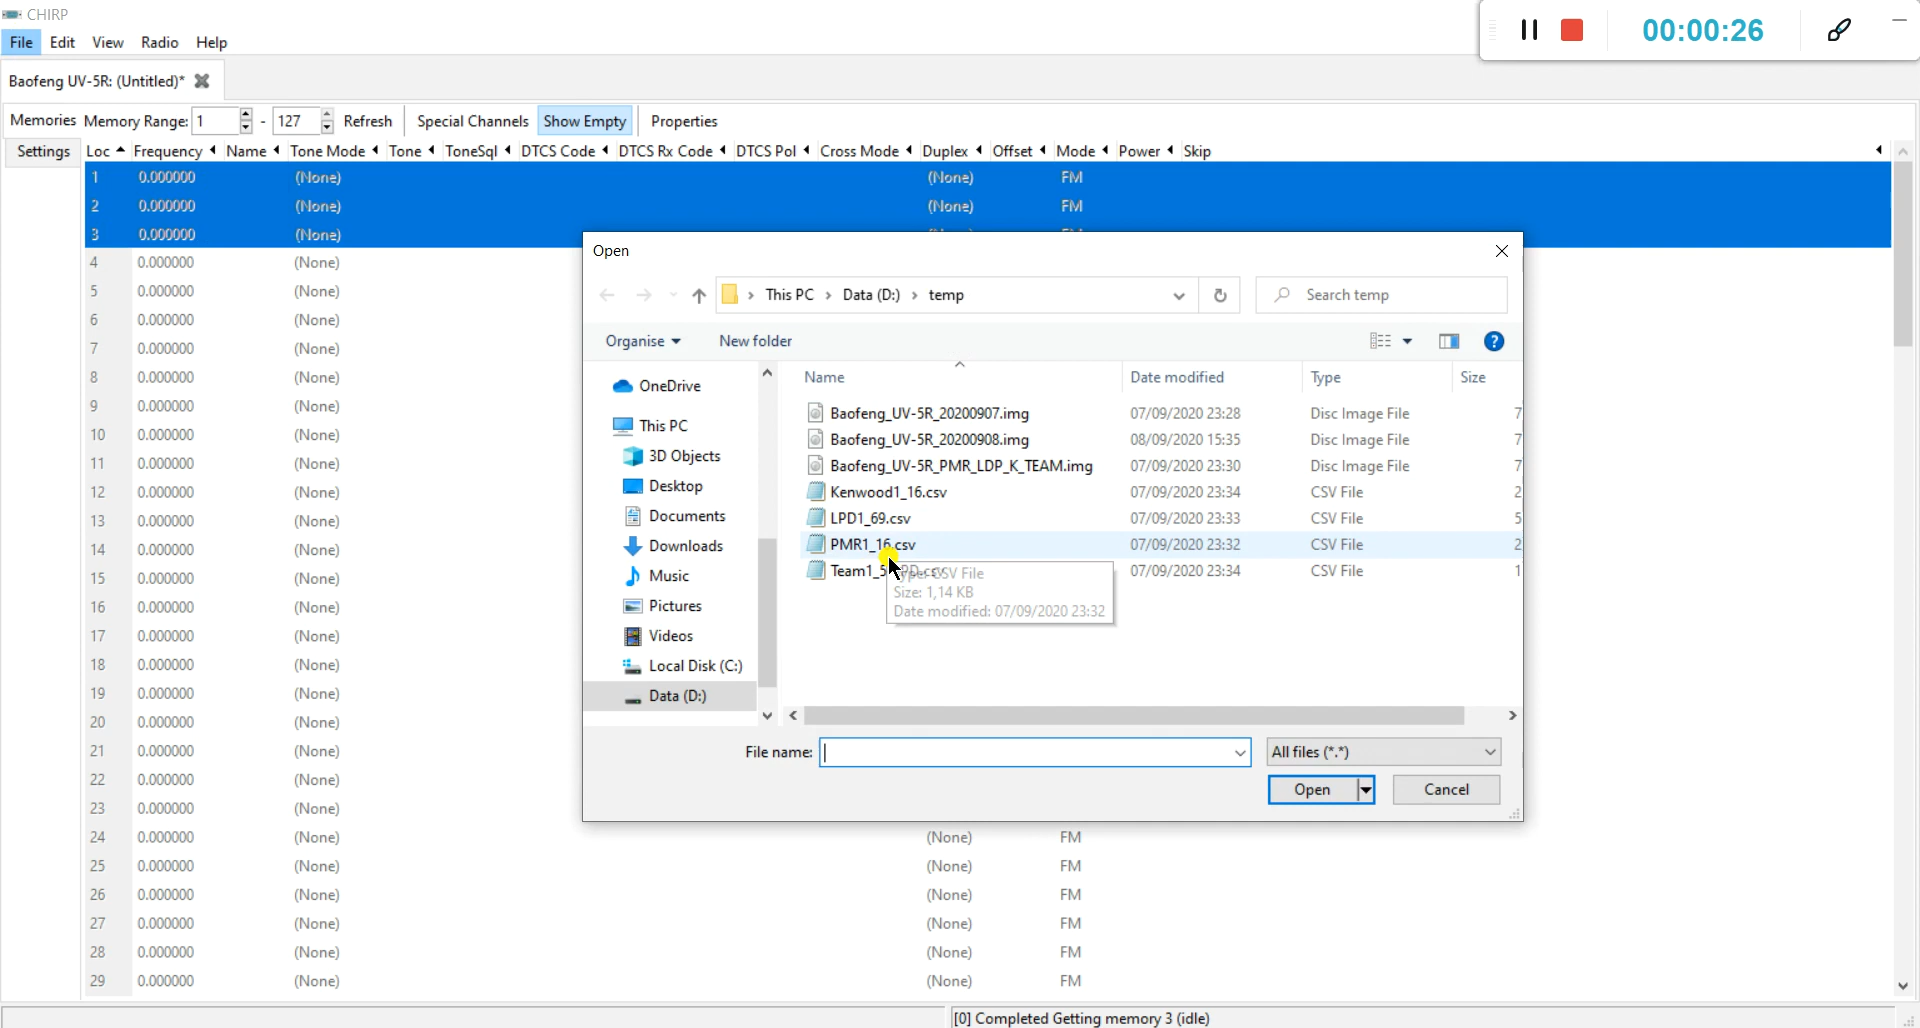 CHIRP
00:00:26
File Edit View Radio Help
Baofeng UV-5R: (Untitled)*
Memories Memory Range: 1 - 127 Refresh Special Channels Show Empty Properties
Settings Loc Frequency Name Tone Mode Tone ToneSql DTCS Code DTCS Rx Code DTCS Pol Cross Mode Duplex Offset Mode Power Skip
1 0.000000 (None) (None) FM
2 0.000000 (None) (None) FM
3 0.000000 (None)
4 0.000000 (None)
5 0.000000 (None)
6 0.000000 (None)
7 0.000000 (None)
8 0.000000 (None)
9 0.000000 (None)
10 0.000000 (None)
11 0.000000 (None)
12 0.000000 (None)
13 0.000000 (None)
14 0.000000 (None)
15 0.000000 (None)
16 0.000000 (None)
17 0.000000 (None)
18 0.000000 (None)
19 0.000000 (None)
20 0.000000 (None)
21 0.000000 (None)
22 0.000000 (None)
23 0.000000 (None)
24 0.000000 (None) (None) FM
25 0.000000 (None) (None) FM
26 0.000000 (None) (None) FM
27 0.000000 (None) (None) FM
28 0.000000 (None) (None) FM
29 0.000000 (None) (None) FM
Open
This PC › Data (D:) › temp
Search temp
Organise New folder
OneDrive
This PC
3D Objects
Desktop
Documents
Downloads
Music
Pictures
Videos
Local Disk (C:)
Data (D:)
Name Date modified Type Size
Baofeng_UV-5R_20200907.img 07/09/2020 23:28 Disc Image File 7
Baofeng_UV-5R_20200908.img 08/09/2020 15:35 Disc Image File 7
Baofeng_UV-5R_PMR_LDP_K_TEAM.img 07/09/2020 23:30 Disc Image File 7
Kenwood1_16.csv 07/09/2020 23:34 CSV File 2
LPD1_69.csv 07/09/2020 23:33 CSV File 5
PMR1_16.csv 07/09/2020 23:32 CSV File 2
07/09/2020 23:34 CSV File 1
CSV File
Size: 1,14 KB
Date modified: 07/09/2020 23:32
File name: All files (*.*)
Open Cancel
[0] Completed Getting memory 3 (idle)